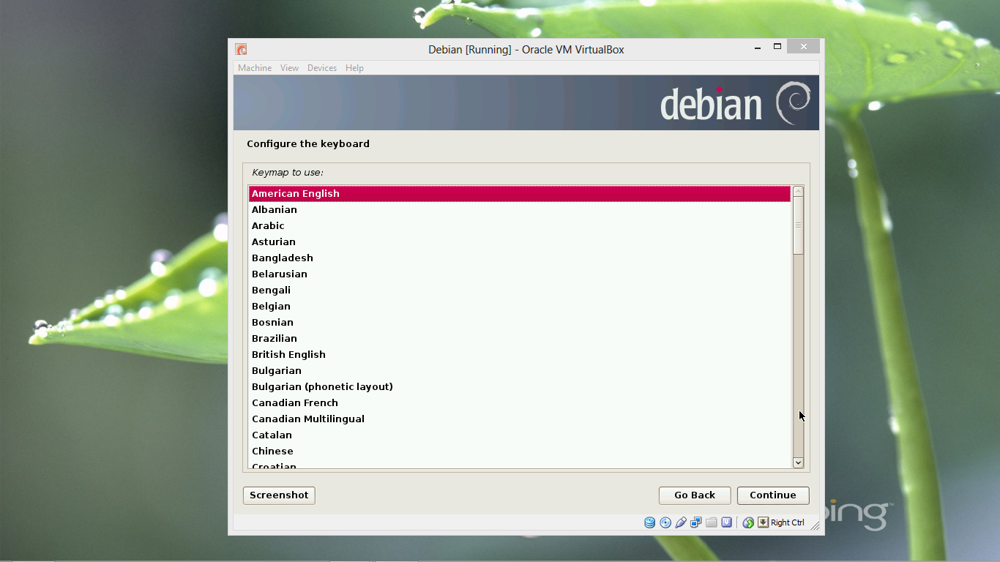 Debian [Running] - Oracle VM VirtualBox
Machine View Devices Help
debian
Configure the keyboard
Keymap to use:
American English
Albanian
Arabic
Asturian
Bangladesh
Belarusian
Bengali
Belgian
Bosnian
Brazilian
British English
Bulgarian
Bulgarian (phonetic layout)
Canadian French
Canadian Multilingual
Catalan
Chinese
Croatian
Screenshot Go Back Continue
Right Ctrl